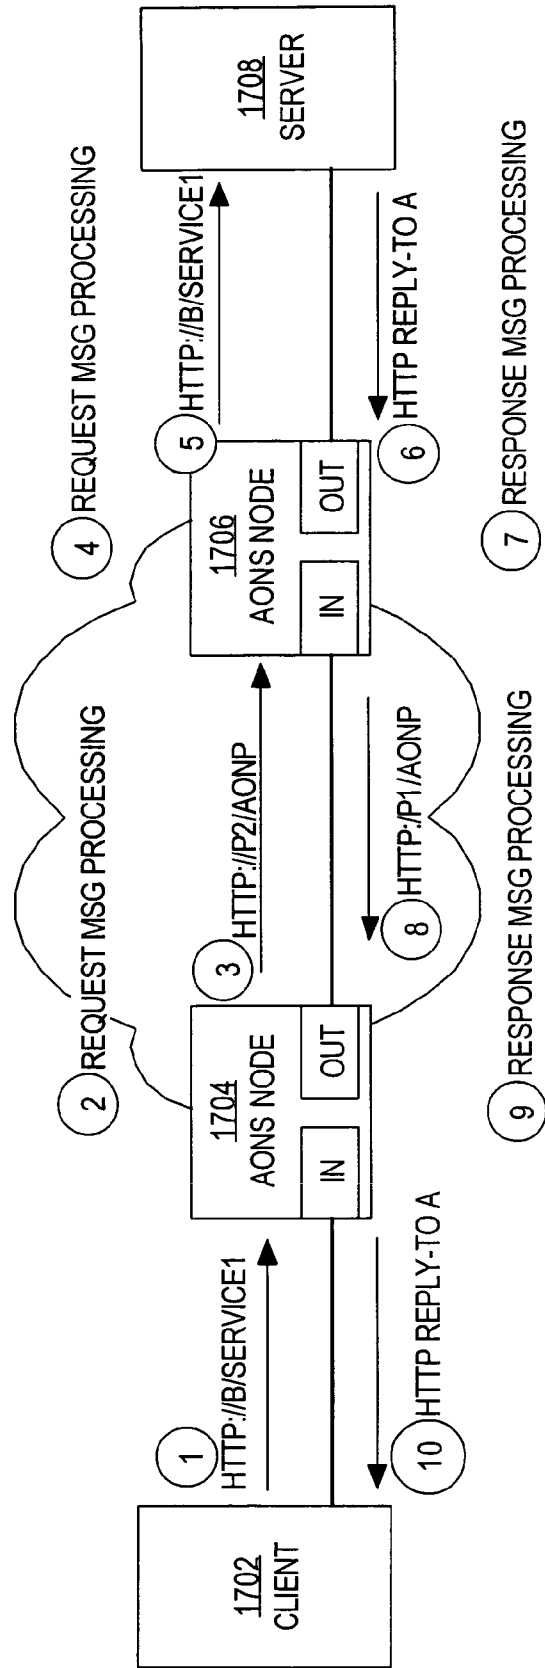 1702
CLIENT
1
HTTP://B/SERVICE1
10
HTTP REPLY-TO A
2 REQUEST MSG PROCESSING
1704
AONS NODE
IN
OUT
9 RESPONSE MSG PROCESSING
3
HTTP://P2/AONP
8
HTTP:/P1/AONP
4 REQUEST MSG PROCESSING
1706
AONS NODE
IN
OUT
7 RESPONSE MSG PROCESSING
5
HTTP://B/SERVICE1
6
HTTP REPLY-TO A
1708
SERVER